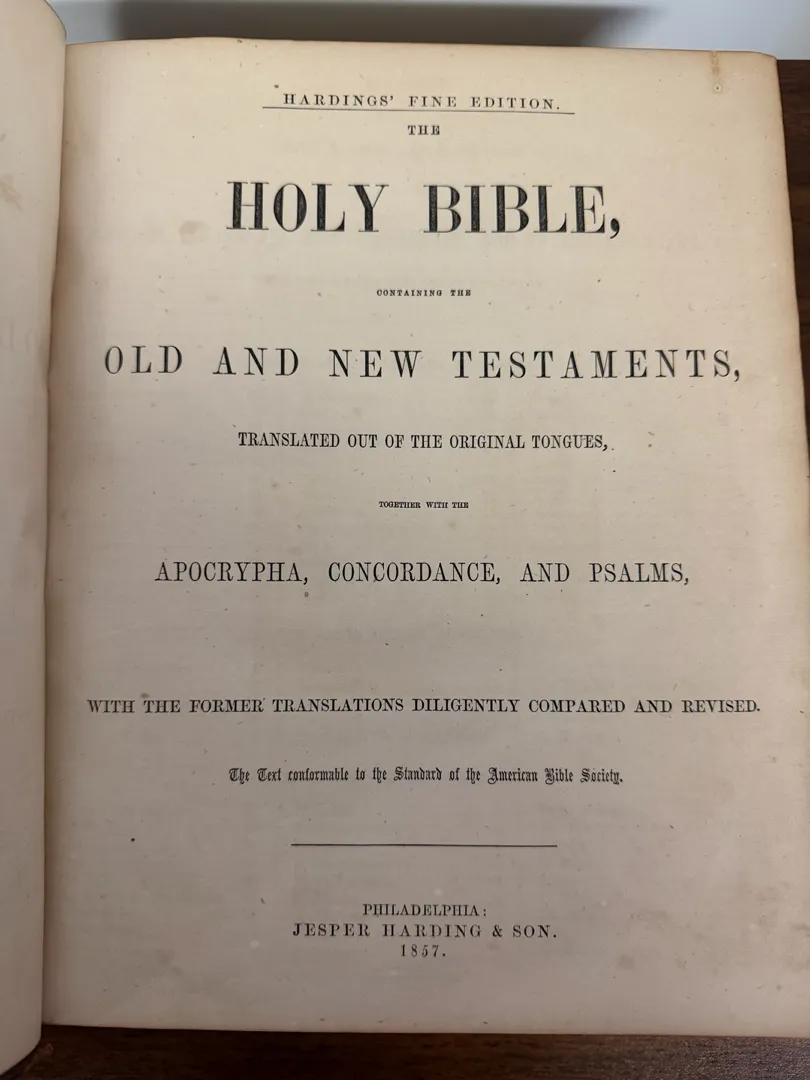 HARDINGS' FINE EDITION.
THE
HOLY BIBLE,
CONTAINING THE
OLD AND NEW TESTAMENTS,
TRANSLATED OUT OF THE ORIGINAL TONGUES,
TOGETHER WITH THE
APOCRYPHA, CONCORDANCE, AND PSALMS,
WITH THE FORMER TRANSLATIONS DILIGENTLY COMPARED AND REVISED.
The Text conformable to the Standard of the American Bible Society.
PHILADELPHIA:
JESPER HARDING & SON.
1857.